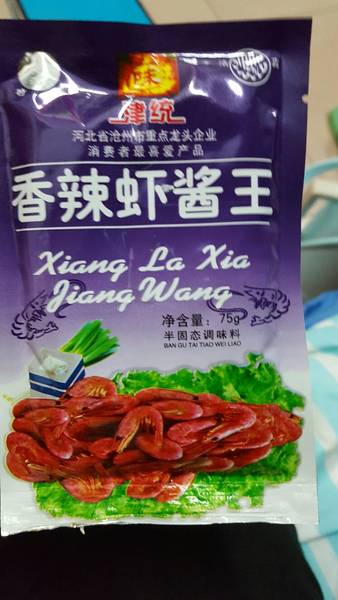 味
津统
河北省沧州市重点龙头企业
消费者最喜爱产品
香辣虾酱王
Xiang La Xia
Jiang Wang
净含量：75g
半固态调味料
BAN GU TAI TIAO WEI LIAO